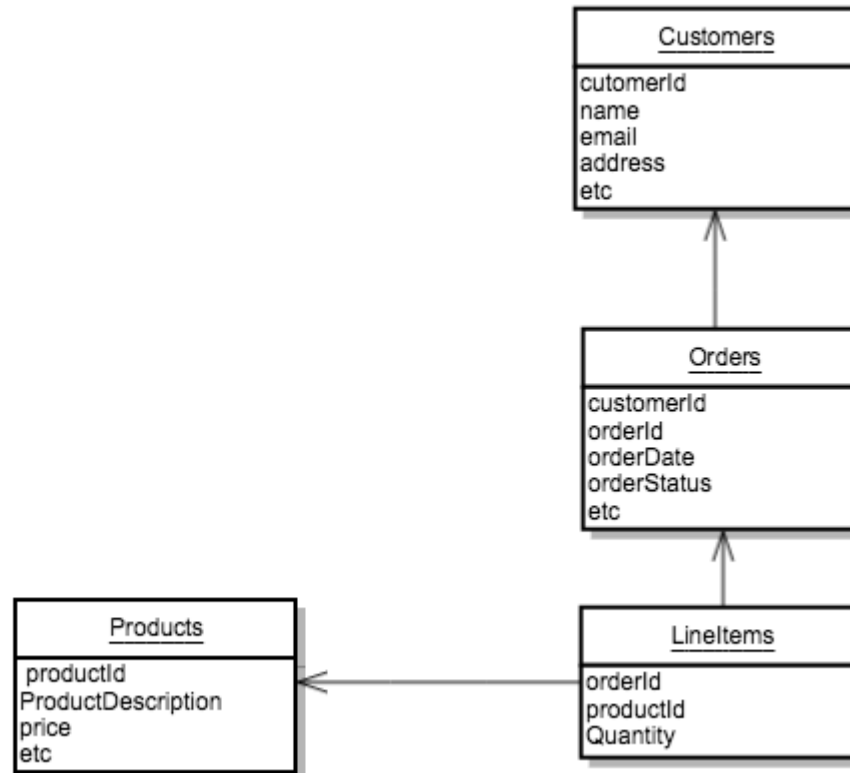 Customers
cutomerId
name
email
address
etc
Orders
customerId
orderId
orderDate
orderStatus
etc
Products
productId
ProductDescription
price
etc
LineItems
orderId
productId
Quantity